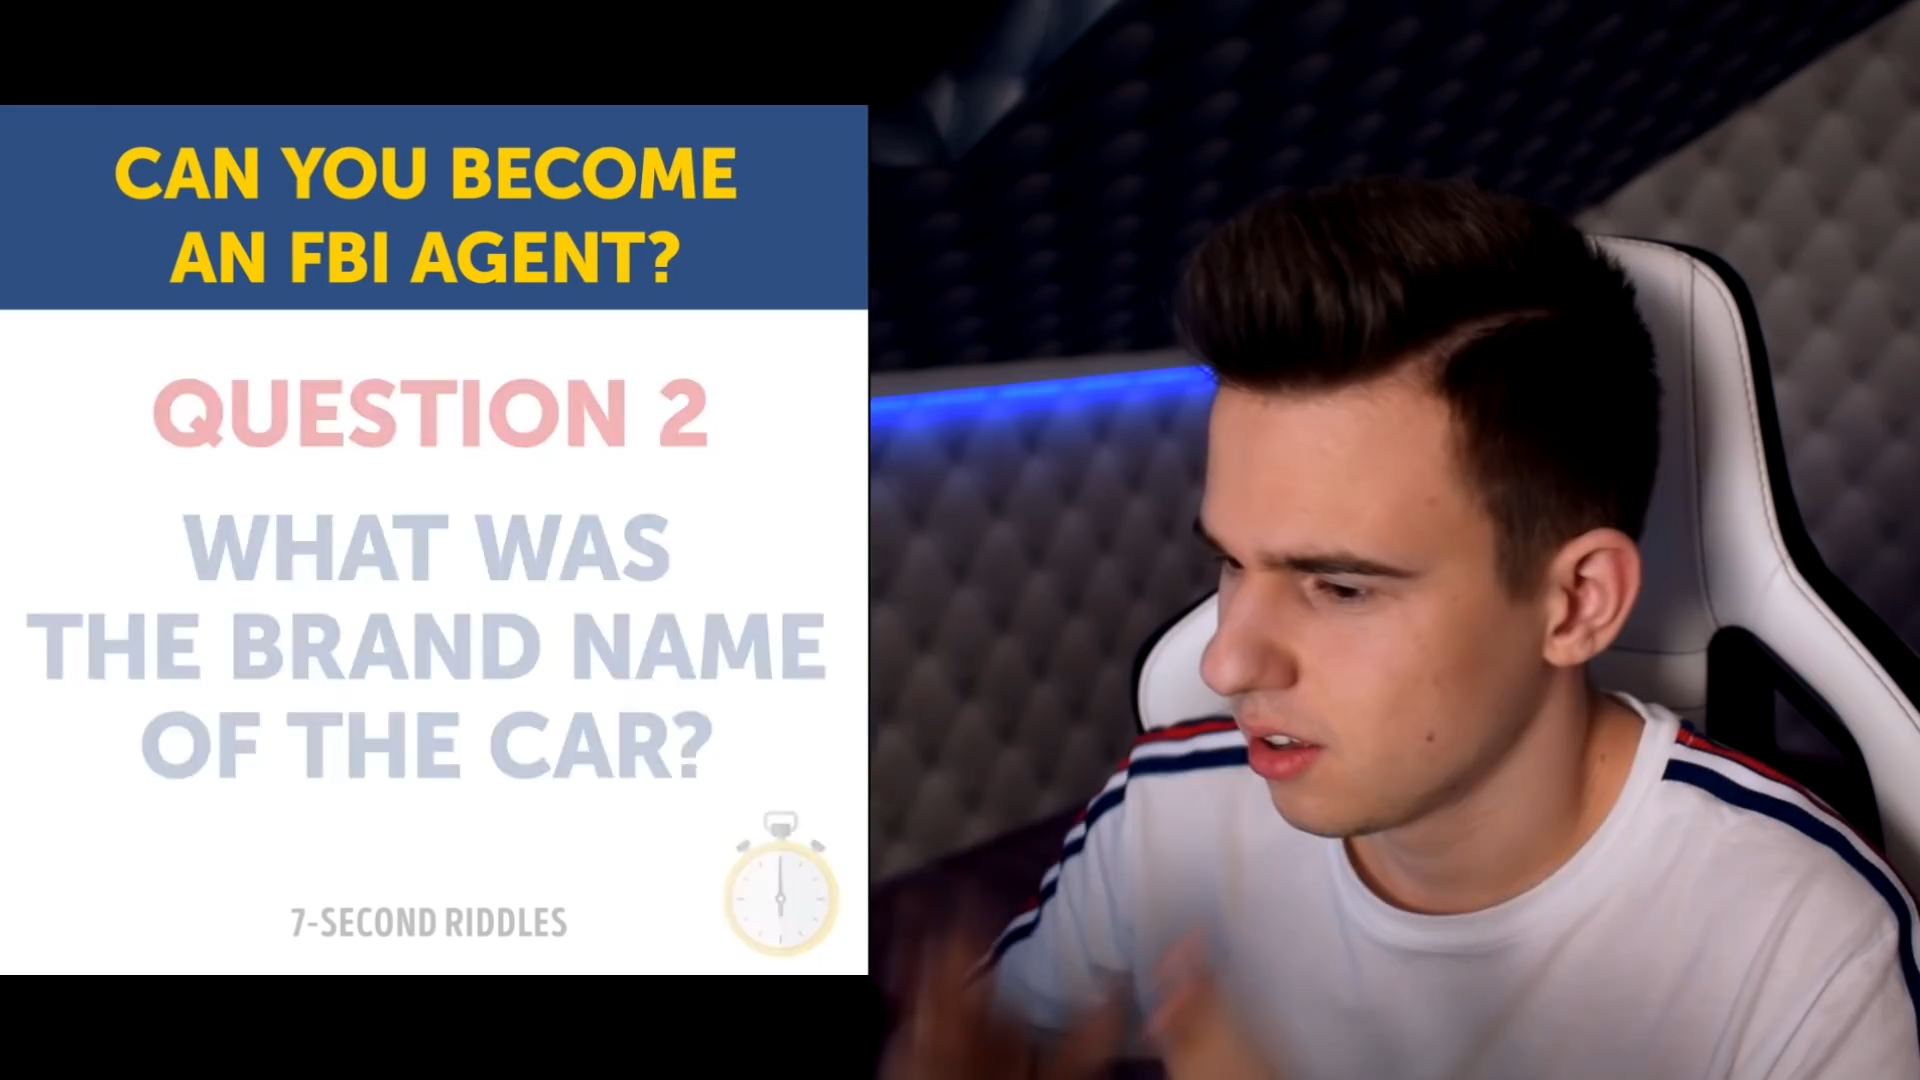 CAN YOU BECOME
AN FBI AGENT?
QUESTION 2
WHAT WAS
THE BRAND NAME
OF THE CAR?
7-SECOND RIDDLES